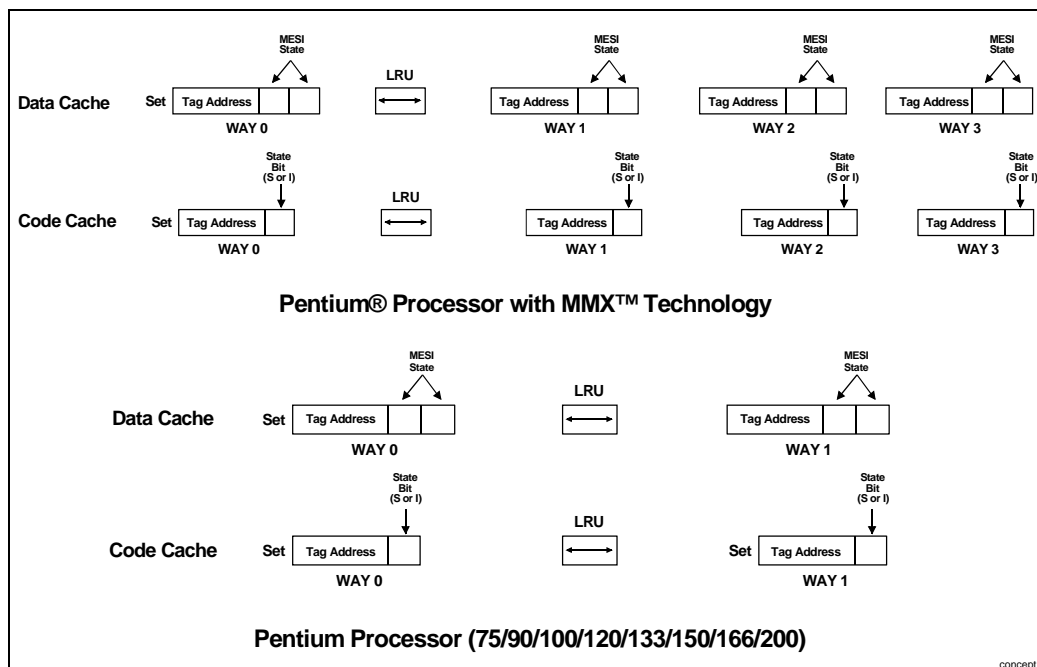 MESI State MESI State MESI State MESI State
LRU
Data Cache Set Tag Address Tag Address Tag Address Tag Address
WAY 0 WAY 1 WAY 2 WAY 3
State Bit (S or I) State Bit (S or I) State Bit (S or I) State Bit (S or I)
LRU
Code Cache Set Tag Address Tag Address Tag Address Tag Address
WAY 0 WAY 1 WAY 2 WAY 3
Pentium® Processor with MMX™ Technology
MESI State MESI State
LRU
Data Cache Set Tag Address Tag Address
WAY 0 WAY 1
State Bit (S or I) State Bit (S or I)
LRU
Code Cache Set Tag Address Set Tag Address
WAY 0 WAY 1
Pentium Processor (75/90/100/120/133/150/166/200)
concept